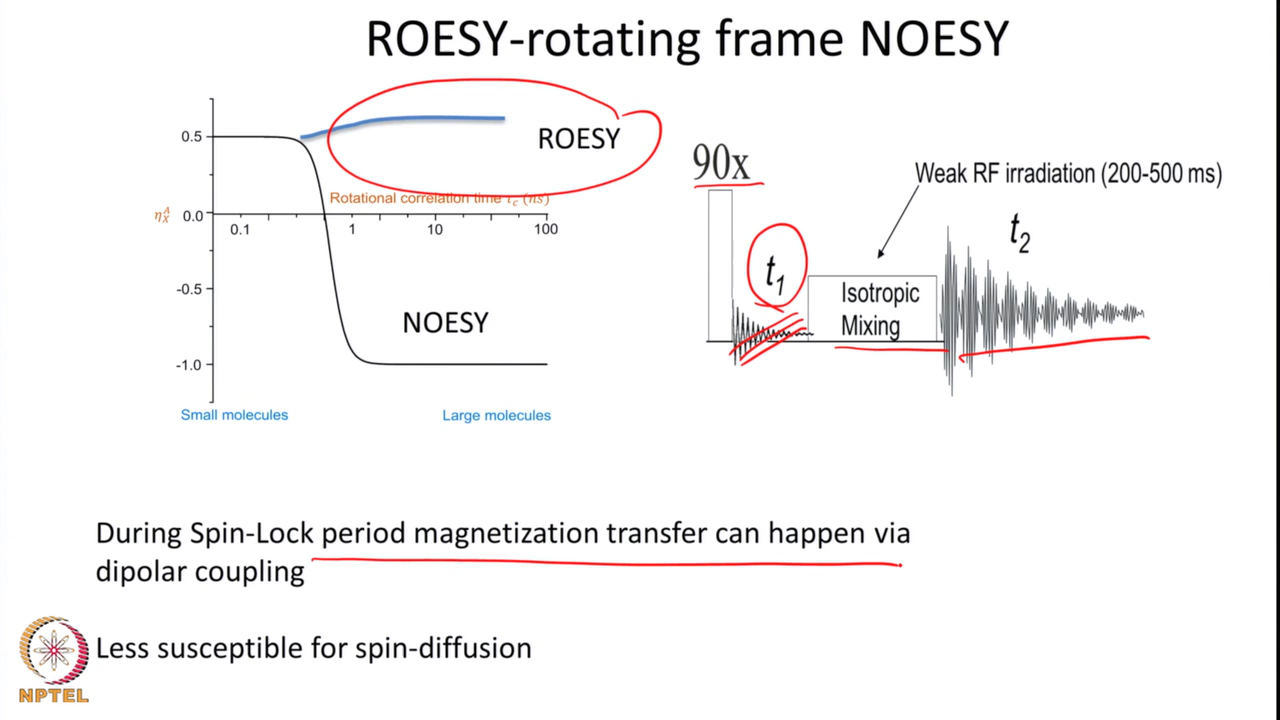 ROESY-rotating frame NOESY
0.5
ROESY
Rotational correlation time τc (ns)
η_X^A
0.0
0.1
1
10
100
-0.5
NOESY
-1.0
Small molecules
Large molecules
90x
Weak RF irradiation (200-500 ms)
t1
t2
Isotropic
Mixing
During Spin-Lock period magnetization transfer can happen via
dipolar coupling
Less susceptible for spin-diffusion
NPTEL